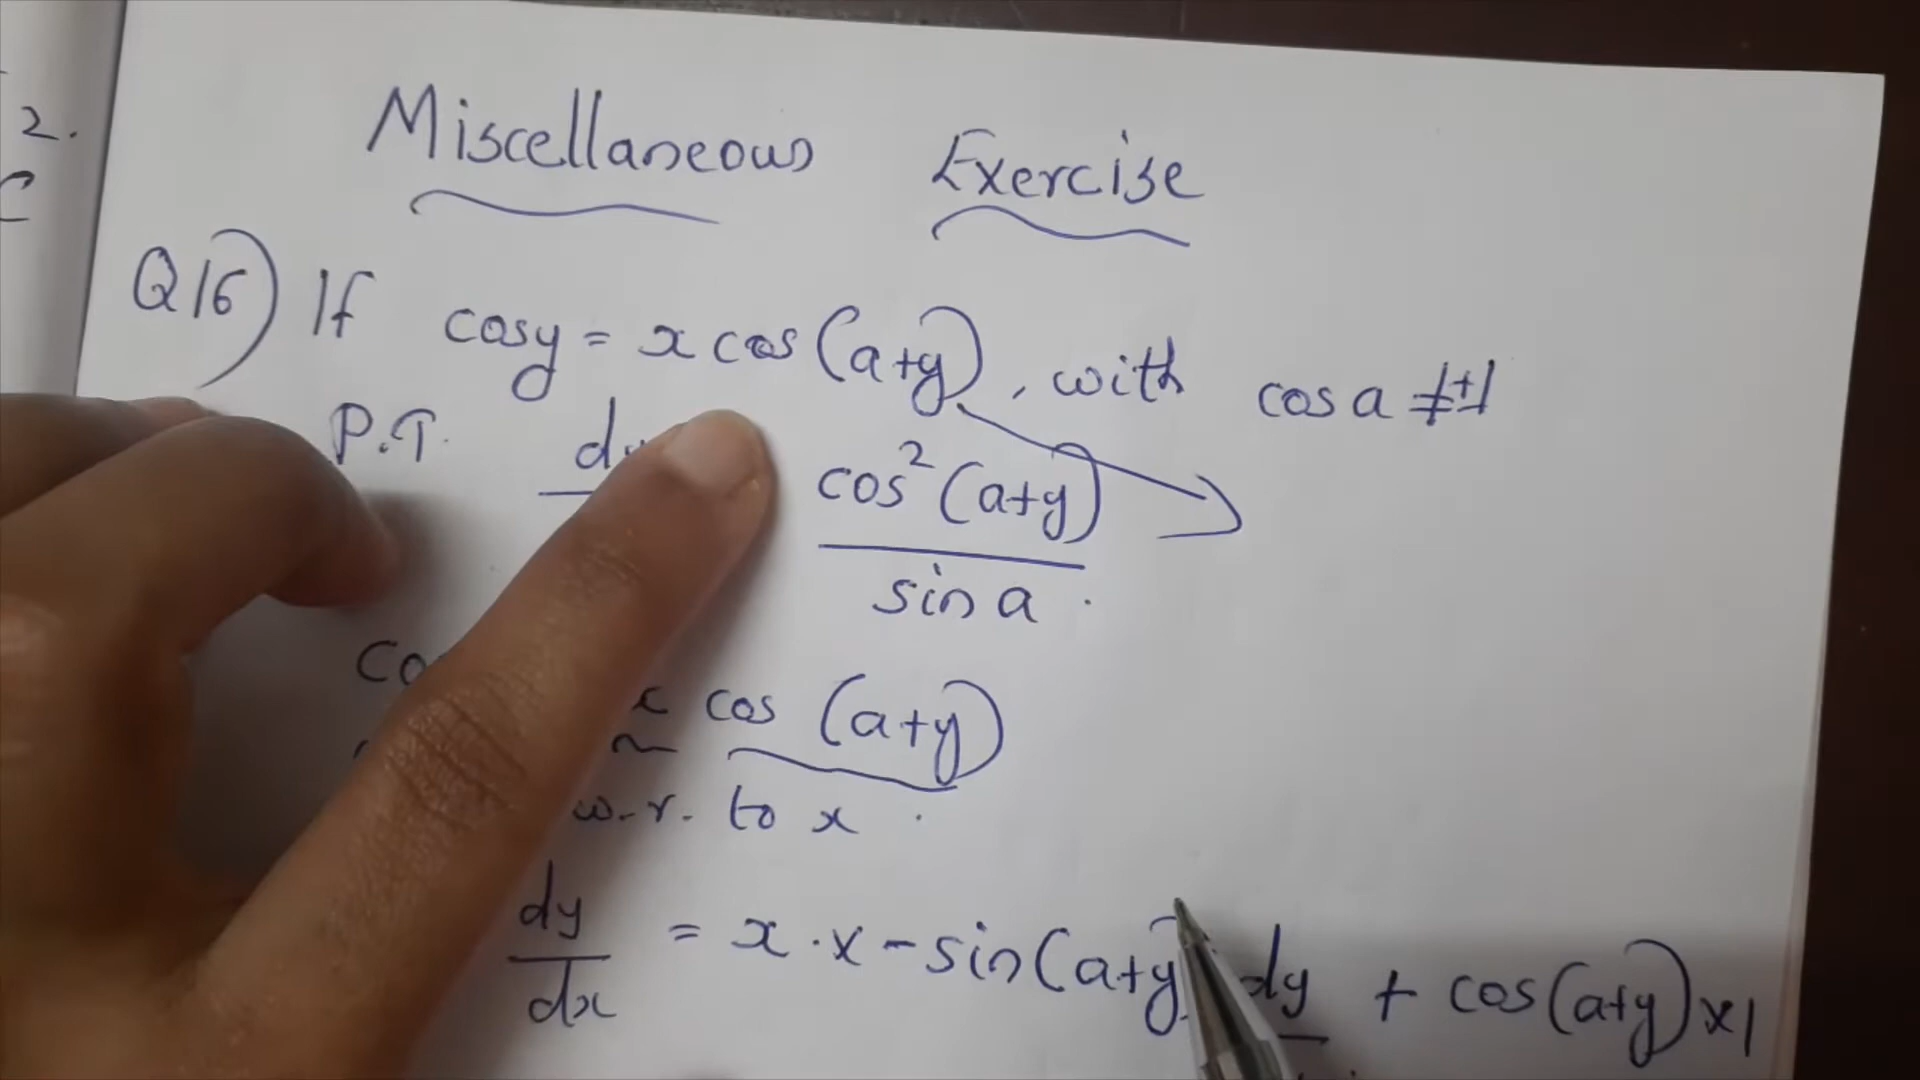 2.
Miscellaneous Exercise
Q16) If cosy = x cos (a+y), with cos a ≠ ±1
P.T. cos² (a+y)
sin a .
cos (a+y)
w.r. to x .
dy = x . x - sin(a+y) dy + cos(a+y) x 1
dx